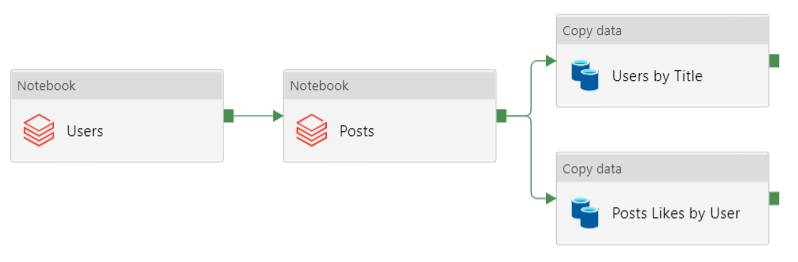 Notebook
Users
Notebook
Posts
Copy data
Users by Title
Copy data
Posts Likes by User